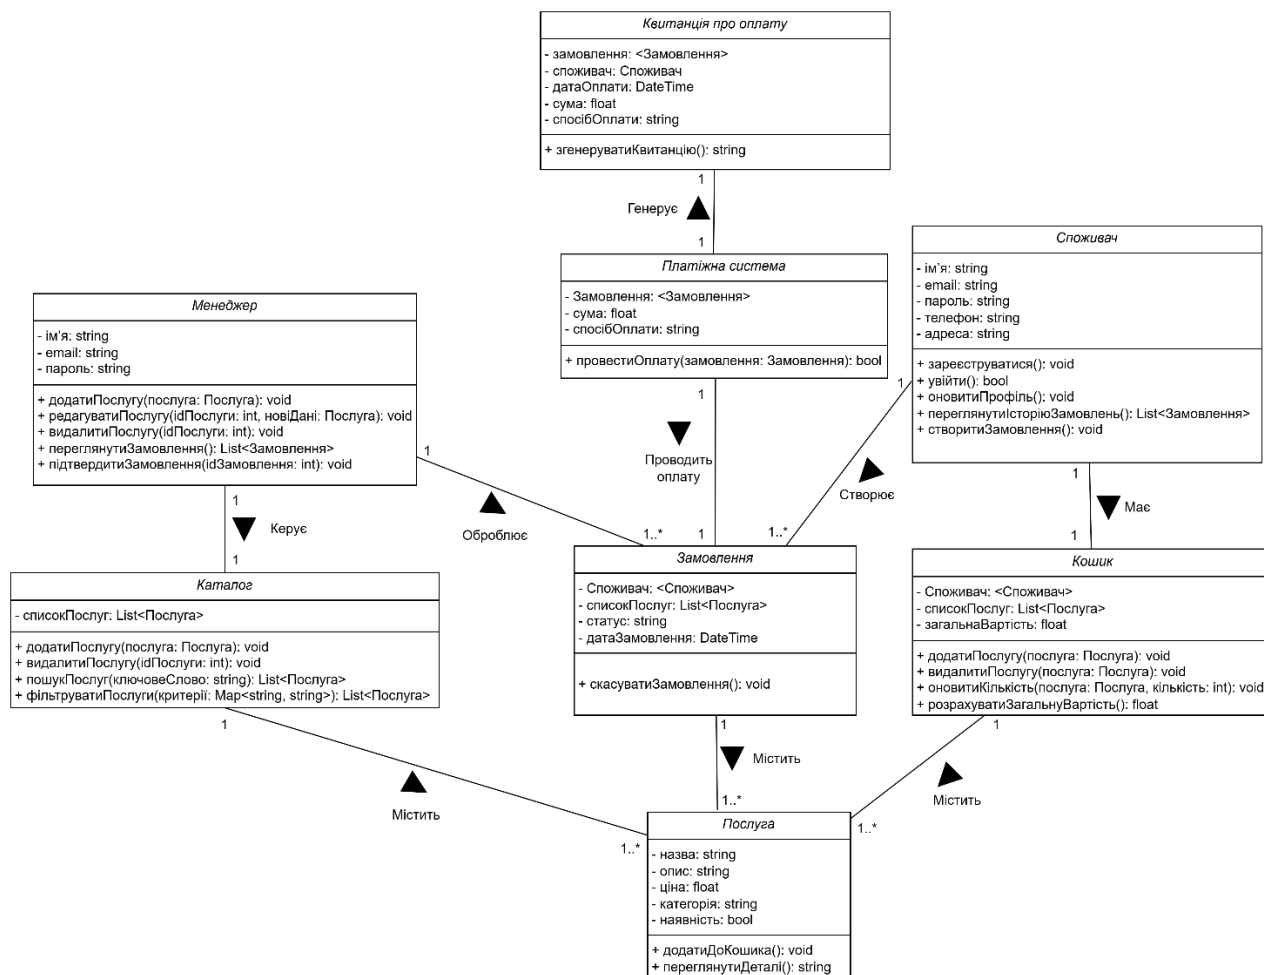 Квитанція про оплату
- замовлення: <Замовлення>
- споживач: Споживач
- датаОплати: DateTime
- сума: float
- спосібОплати: string
+ згенеруватиКвитанцію(): string
1
Генерує
1
Платіжна система
- Замовлення: <Замовлення>
- сума: float
- спосібОплати: string
+ провестиОплату(замовлення: Замовлення): bool
1
Проводить
оплату
1
Споживач
- ім'я: string
- email: string
- пароль: string
- телефон: string
- адреса: string
+ зареєструватися(): void
+ увійти(): bool
+ оновитиПрофіль(): void
+ переглянутиІсторіюЗамовлень(): List<Замовлення>
+ створитиЗамовлення(): void
1
Створює
1..*
1
Має
1
Менеджер
- ім'я: string
- email: string
- пароль: string
+ додатиПослугу(послуга: Послуга): void
+ редагуватиПослугу(idПослуги: int, новіДані: Послуга): void
+ видалитиПослугу(idПослуги: int): void
+ переглянутиЗамовлення(): List<Замовлення>
+ підтвердитиЗамовлення(idЗамовлення: int): void
1
Оброблює
1..*
1
Керує
1
Каталог
- списокПослуг: List<Послуга>
+ додатиПослугу(послуга: Послуга): void
+ видалитиПослугу(idПослуги: int): void
+ пошукПослуг(ключовеСлово: string): List<Послуга>
+ фільтруватиПослуги(критерії: Map<string, string>): List<Послуга>
1
Містить
1..*
Замовлення
- Споживач: <Споживач>
- списокПослуг: List<Послуга>
- статус: string
- датаЗамовлення: DateTime
+ скасуватиЗамовлення(): void
1
Містить
1..*
Кошик
- Споживач: <Споживач>
- списокПослуг: List<Послуга>
- загальнаВартість: float
+ додатиПослугу(послуга: Послуга): void
+ видалитиПослугу(послуга: Послуга): void
+ оновитиКількість(послуга: Послуга, кількість: int): void
+ розрахуватиЗагальнуВартість(): float
1
Містить
1..*
Послуга
- назва: string
- опис: string
- ціна: float
- категорія: string
- наявність: bool
+ додатиДоКошика(): void
+ переглянутиДеталі(): string